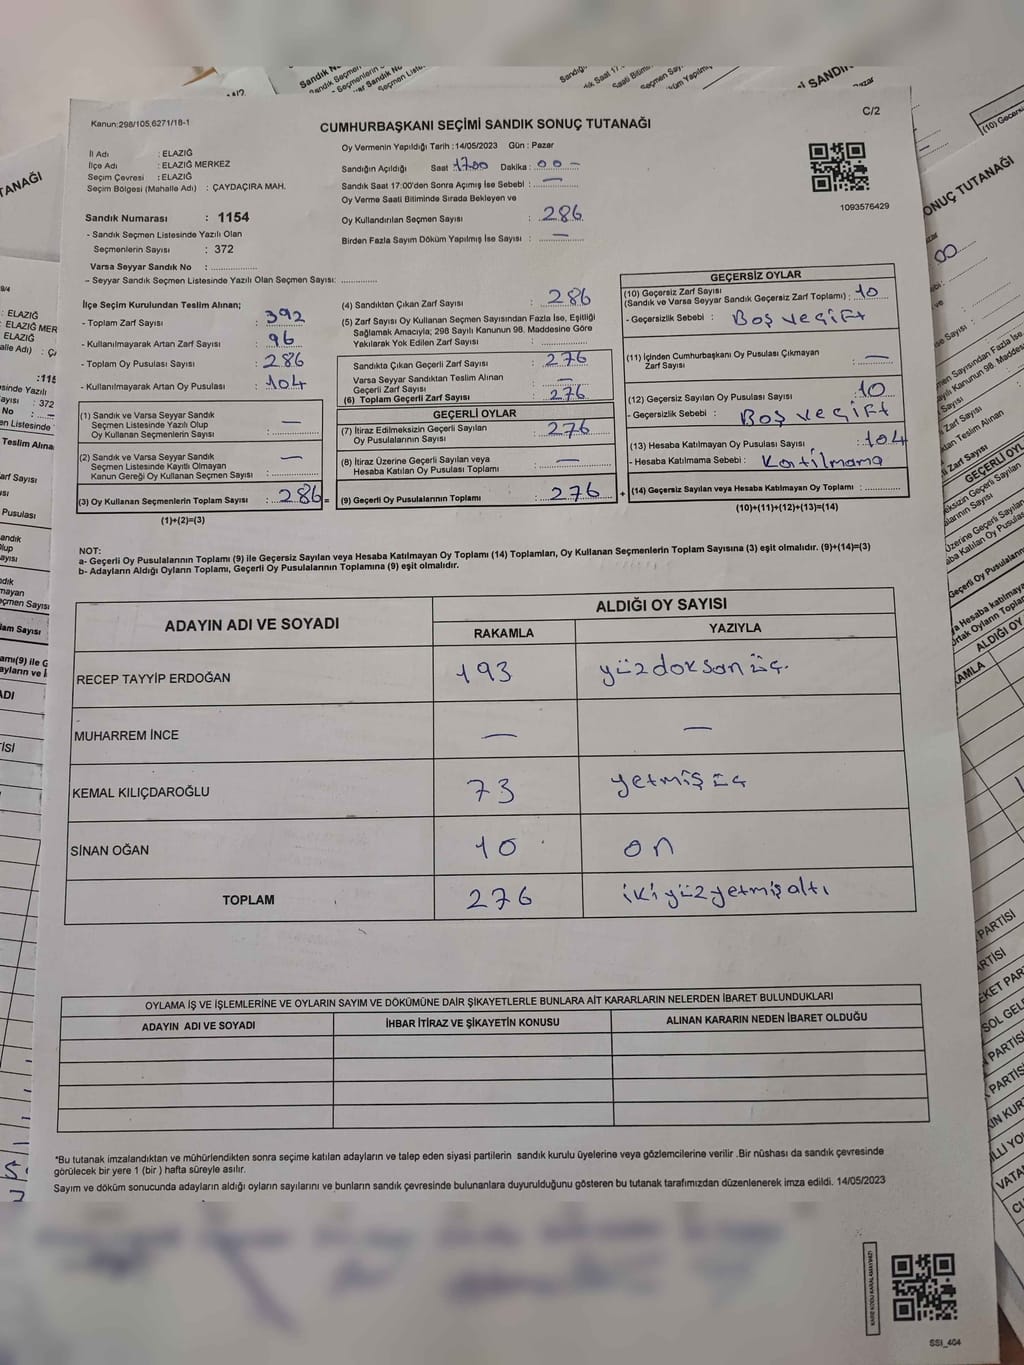 Kanun:298/105,6271/18-1
C/2
CUMHURBAŞKANI SEÇİMİ SANDIK SONUÇ TUTANAĞI
İl Adı : ELAZIĞ
İlçe Adı : ELAZIĞ MERKEZ
Seçim Çevresi : ELAZIĞ
Seçim Bölgesi (Mahalle Adı) : ÇAYDAÇIRA MAH.
Sandık Numarası : 1154
- Sandık Seçmen Listesinde Yazılı Olan
Seçmenlerin Sayısı : 372
Varsa Seyyar Sandık No : ..............
– Seyyar Sandık Seçmen Listesinde Yazılı Olan Seçmen Sayısı: ..............
Oy Vermenin Yapıldığı Tarih :14/05/2023 Gün : Pazar
Sandığın Açıldığı Saat 17.00 Dakika : 00 –
Sandık Saat 17:00'den Sonra Açımış İse Sebebi : —
Oy Verme Saati Bitiminde Sırada Bekleyen ve
Oy Kullandırılan Seçmen Sayısı : 286
Birden Fazla Sayım Döküm Yapılmış İse Sayısı : —
1093576429
İlçe Seçim Kurulundan Teslim Alınan;
- Toplam Zarf Sayısı : 392
- Kullanılmayarak Artan Zarf Sayısı : 96
- Toplam Oy Pusulası Sayısı : 286
- Kullanılmayarak Artan Oy Pusulası : 104
(1) Sandık ve Varsa Seyyar Sandık
Seçmen Listesinde Yazılı Olup
Oy Kullanan Seçmenlerin Sayısı : —
(2) Sandık ve Varsa Seyyar Sandık
Seçmen Listesinde Kayıtlı Olmayan
Kanun Gereği Oy Kullanan Seçmen Sayısı : —
(3) Oy Kullanan Seçmenlerin Toplam Sayısı : 286 =
(1)+(2)=(3)
(4) Sandıktan Çıkan Zarf Sayısı : 286
(5) Zarf Sayısı Oy Kullanan Seçmen Sayısından Fazla İse, Eşitliği
Sağlamak Amacıyla; 298 Sayılı Kanunun 98. Maddesine Göre
Yakılarak Yok Edilen Zarf Sayısı : ..............
Sandıkta Çıkan Geçerli Zarf Sayısı : 276
Varsa Seyyar Sandıktan Teslim Alınan
Geçerli Zarf Sayısı : —
(6) Toplam Geçerli Zarf Sayısı : 276
GEÇERLİ OYLAR
(7) İtiraz Edilmeksizin Geçerli Sayılan
Oy Pusulasının Sayısı : 276
(8) İtiraz Üzerine Geçerli Sayılan veya
Hesaba Katılan Oy Pusulası Toplamı : —
(9) Geçerli Oy Pusulalarının Toplamı : 276 +
GEÇERSİZ OYLAR
(10) Geçersiz Zarf Sayısı
(Sandık ve Varsa Seyyar Sandık Geçersiz Zarf Toplamı) : 10
- Geçersizlik Sebebi : Boş ve çift
(11) İçinden Cumhurbaşkanı Oy Pusulası Çıkmayan
Zarf Sayısı : —
(12) Geçersiz Sayılan Oy Pusulası Sayısı : 10
- Geçersizlik Sebebi : Boş ve çift
(13) Hesaba Katılmayan Oy Pusulası Sayısı : 104
- Hesaba Katılmama Sebebi : Katılmama
(14) Geçersiz Sayılan veya Hesaba Katılmayan Oy Toplamı : ..............
(10)+(11)+(12)+(13)=(14)
NOT:
a- Geçerli Oy Pusulalarının Toplamı (9) ile Geçersiz Sayılan veya Hesaba Katılmayan Oy Toplamı (14) Toplamları, Oy Kullanan Seçmenlerin Toplam Sayısına (3) eşit olmalıdır. (9)+(14)=(3)
b- Adayların Aldığı Oyların Toplamı, Geçerli Oy Pusulalarının Toplamına (9) eşit olmalıdır.
ADAYIN ADI VE SOYADI
ALDIĞI OY SAYISI
RAKAMLA YAZIYLA
RECEP TAYYİP ERDOĞAN 193 yüzdoksan üç.
MUHARREM İNCE — —
KEMAL KILIÇDAROĞLU 73 yetmiş üç
SİNAN OĞAN 10 on
TOPLAM 276 ikiyüzyetmişaltı
OYLAMA İŞ VE İŞLEMLERİNE VE OYLARIN SAYIM VE DÖKÜMÜNE DAİR ŞİKAYETLERLE BUNLARA AİT KARARLARIN NELERDEN İBARET BULUNDUKLARI
ADAYIN ADI VE SOYADI İHBAR İTİRAZ VE ŞİKAYETİN KONUSU ALINAN KARARIN NEDEN İBARET OLDUĞU
*Bu tutanak imzalandıktan ve mühürlendikten sonra seçime katılan adayların ve talep eden siyasi partilerin sandık kurulu üyelerine veya gözlemcilerine verilir .Bir nüshası da sandık çevresinde
görülecek bir yere 1 (bir ) hafta süreyle asılır.
Sayım ve döküm sonucunda adayların aldığı oyların sayılarını ve bunların sandık çevresinde bulunanlara duyurulduğunu gösteren bu tutanak tarafımızdan düzenlenerek imza edildi. 14/05/2023
KARE KODU KARALAMAYINIZ!
SSI_404